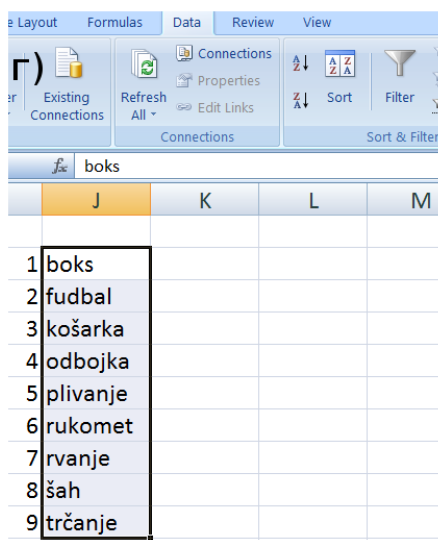 e Layout Formulas Data Review View
г)
Connections
Properties
Edit Links
er Existing Connections
Refresh All
A Z
Z A
A Z
Z A
Sort
Filter
Connections
Sort & Filter
fx boks
J K L M
1 boks
2 fudbal
3 košarka
4 odbojka
5 plivanje
6 rukomet
7 rvanje
8 šah
9 trčanje